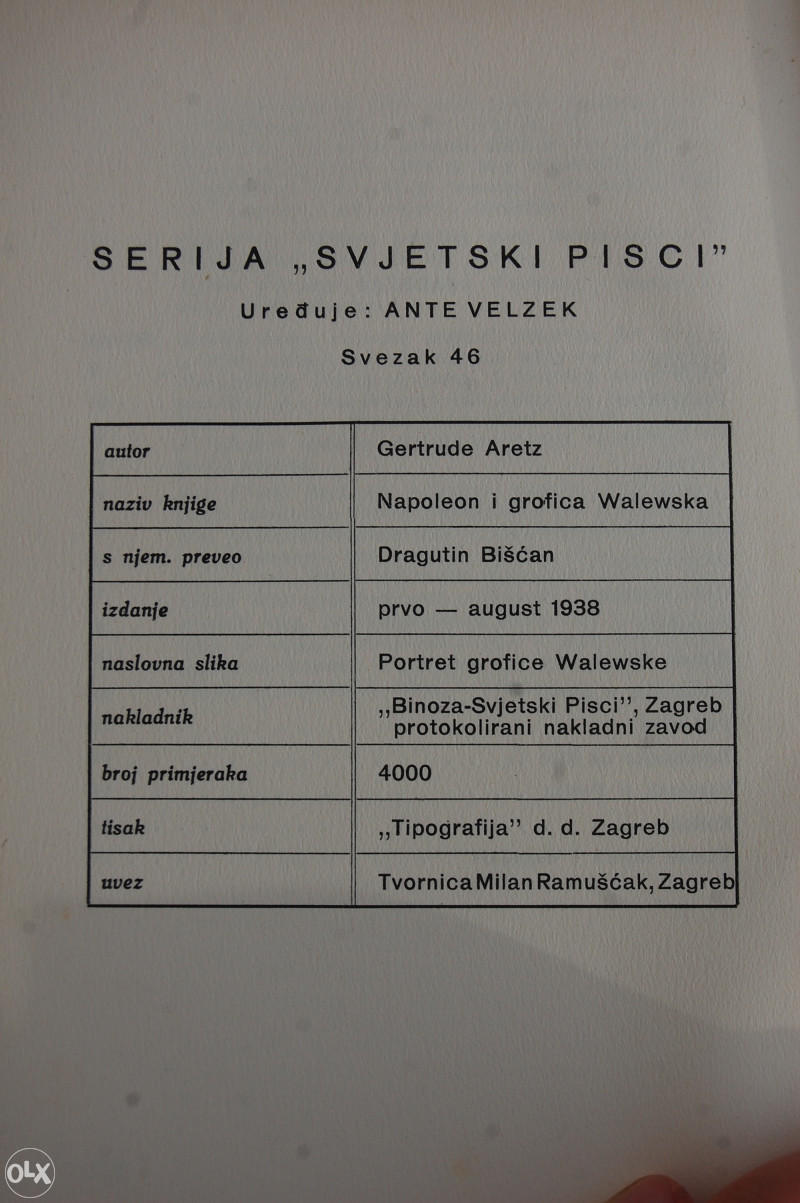 SERIJA „SVJETSKI PISCI”
Uređuje: ANTE VELZEK
Svezak 46
autor Gertrude Aretz
naziv knjige Napoleon i grofica Walewska
s njem. preveo Dragutin Bišćan
izdanje prvo — august 1938
naslovna slika Portret grofice Walewske
nakladnik „Binoza-Svjetski Pisci”, Zagreb
protokolirani nakladni zavod
broj primjeraka 4000
tisak „Tipografija” d. d. Zagreb
uvez Tvornica Milan Ramušćak, Zagreb
OLX